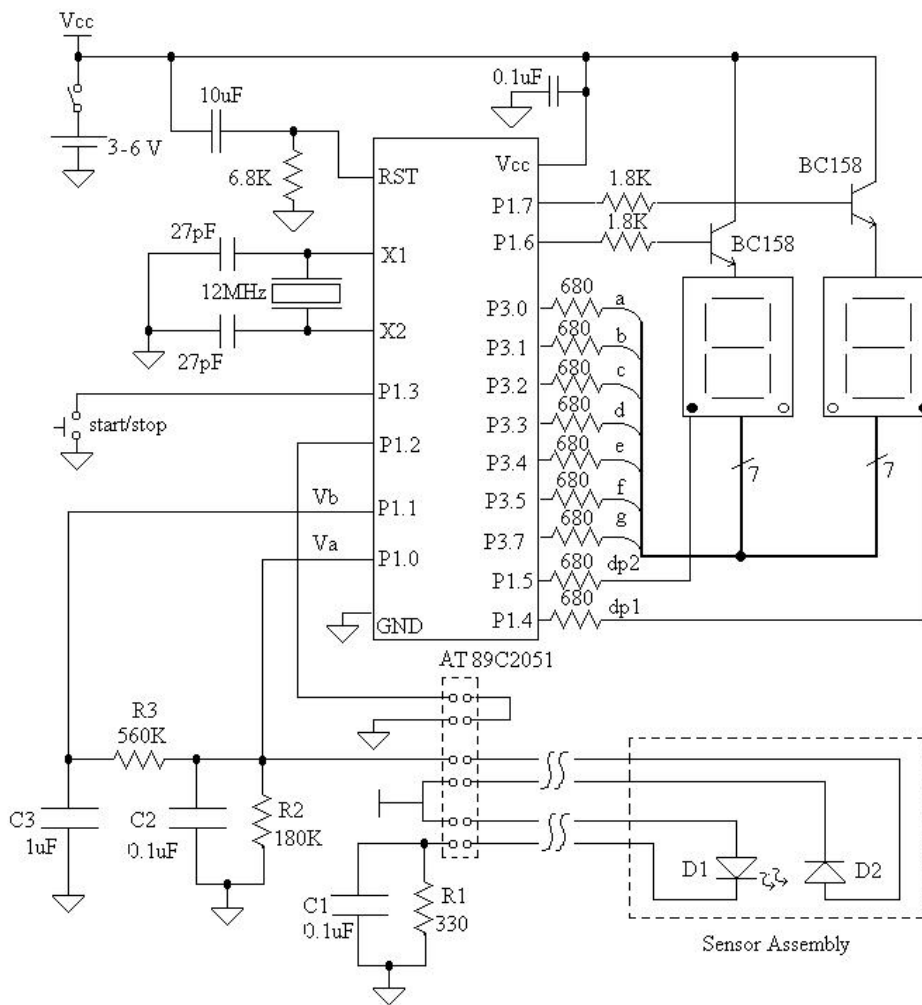 Vcc
3-6 V
10uF
6.8K
0.1uF
27pF
12MHz
27pF
start/stop
Vb
Va
RST
X1
X2
P1.3
P1.2
P1.1
P1.0
GND
Vcc
P1.7
P1.6
P3.0
P3.1
P3.2
P3.3
P3.4
P3.5
P3.7
P1.5
P1.4
AT89C2051
1.8K
1.8K
BC158
BC158
680 a
680 b
680 c
680 d
680 e
680 f
680 g
680 dp2
680 dp1
7
7
R3
560K
C3
1uF
C2
0.1uF
R2
180K
C1
0.1uF
R1
330
D1
D2
Sensor Assembly